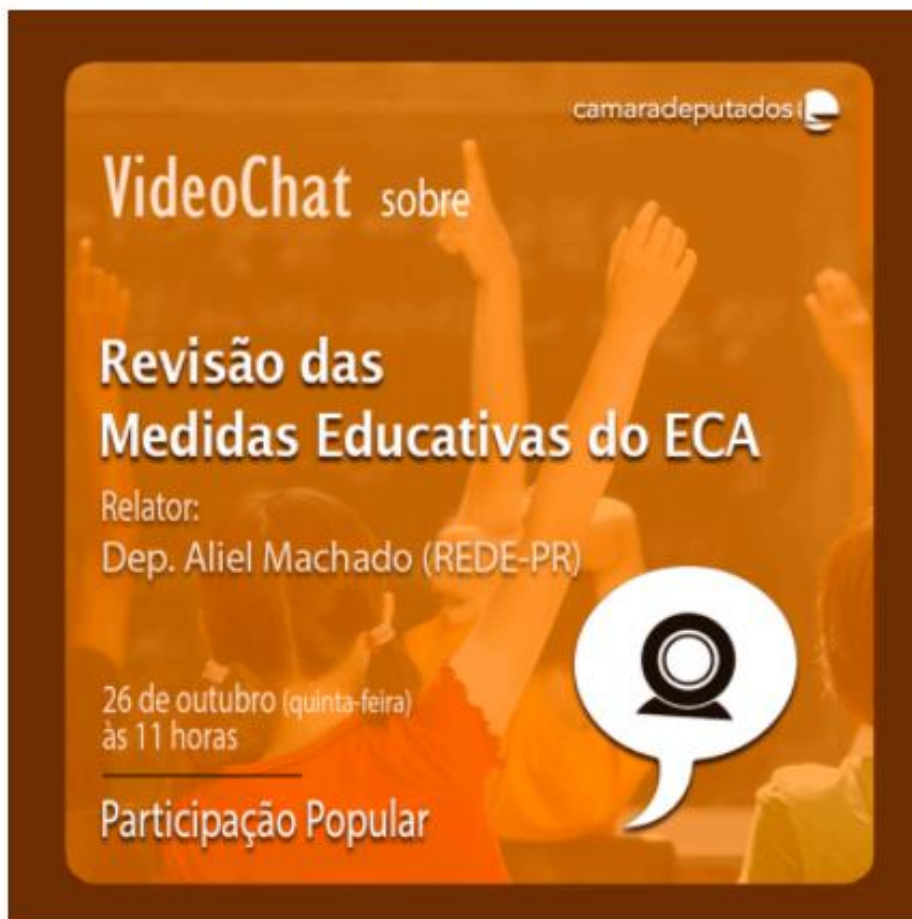 camaradeputados
VideoChat sobre
Revisão das
Medidas Educativas do ECA
Relator:
Dep. Aliel Machado (REDE-PR)
26 de outubro (quinta-feira)
às 11 horas
Participação Popular